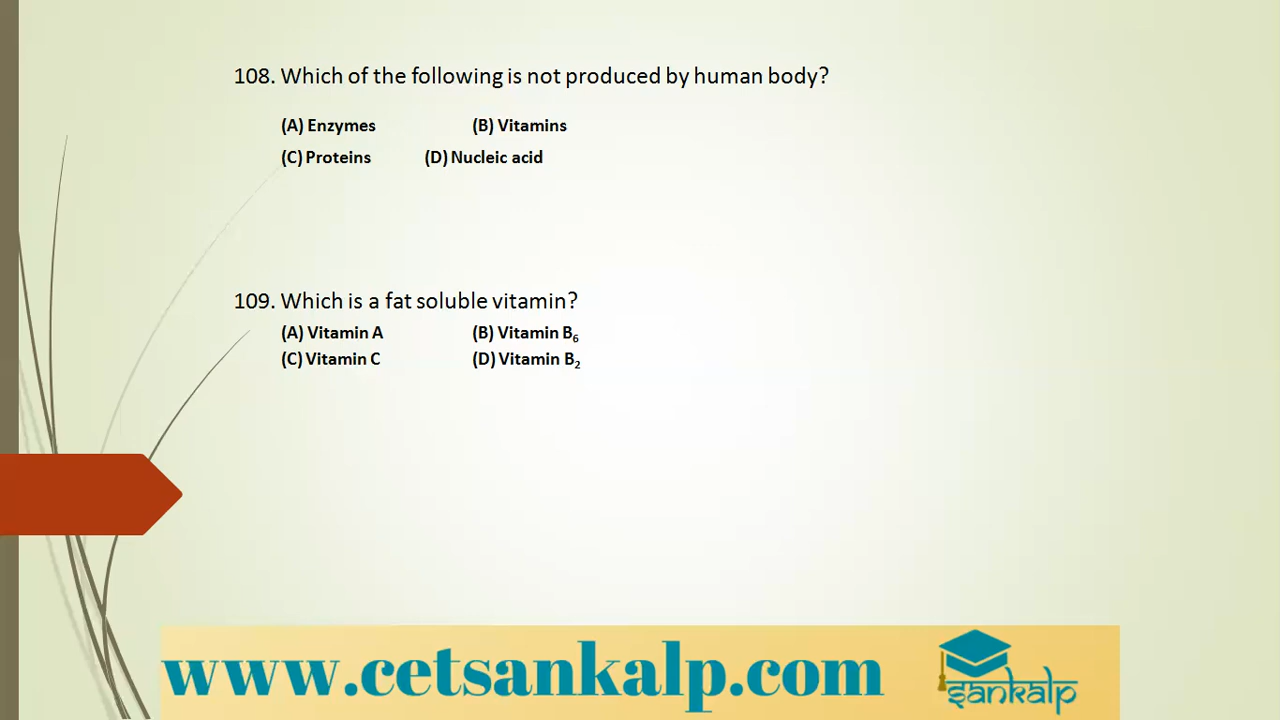 108. Which of the following is not produced by human body?
(A) Enzymes (B) Vitamins
(C) Proteins (D) Nucleic acid
109. Which is a fat soluble vitamin?
(A) Vitamin A (B) Vitamin B₆
(C) Vitamin C (D) Vitamin B₂
www.cetsankalp.com
sankalp